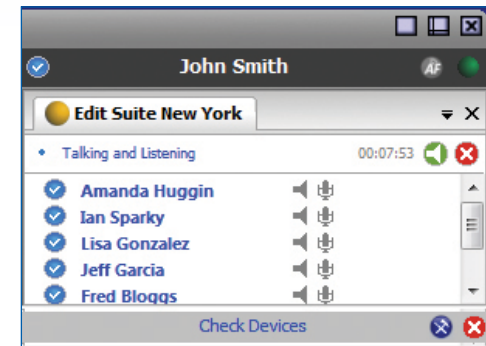 John Smith
AF
Edit Suite New York
Talking and Listening 00:07:53
Amanda Huggin
Ian Sparky
Lisa Gonzalez
Jeff Garcia
Fred Bloggs
Check Devices